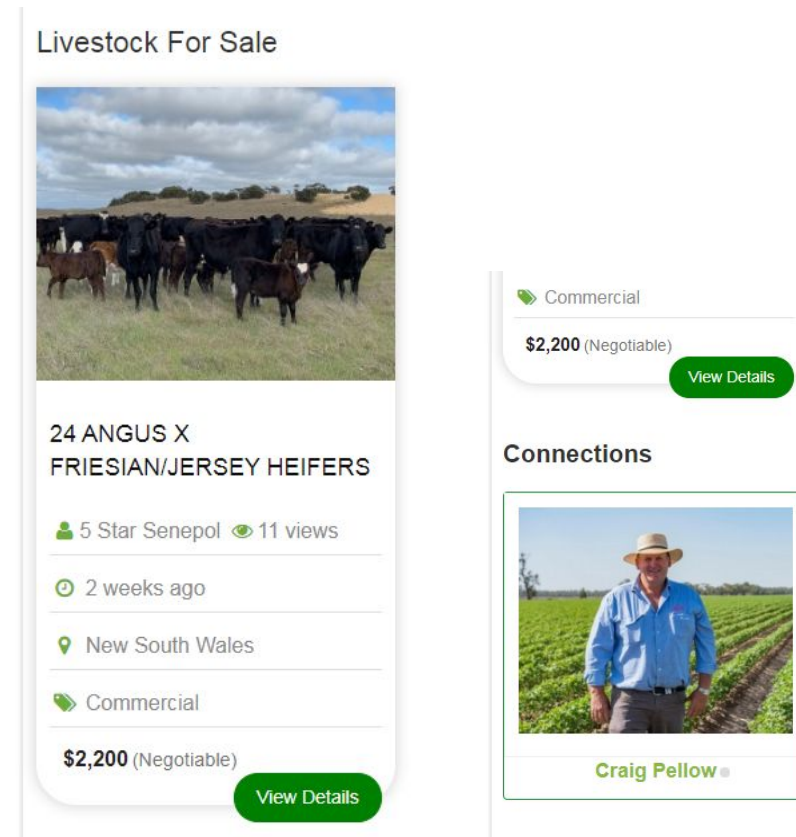 Livestock For Sale
24 ANGUS X
FRIESIAN/JERSEY HEIFERS
5 Star Senepol 11 views
2 weeks ago
New South Wales
Commercial
$2,200 (Negotiable)
View Details
Commercial
$2,200 (Negotiable)
View Details
Connections
Craig Pellow